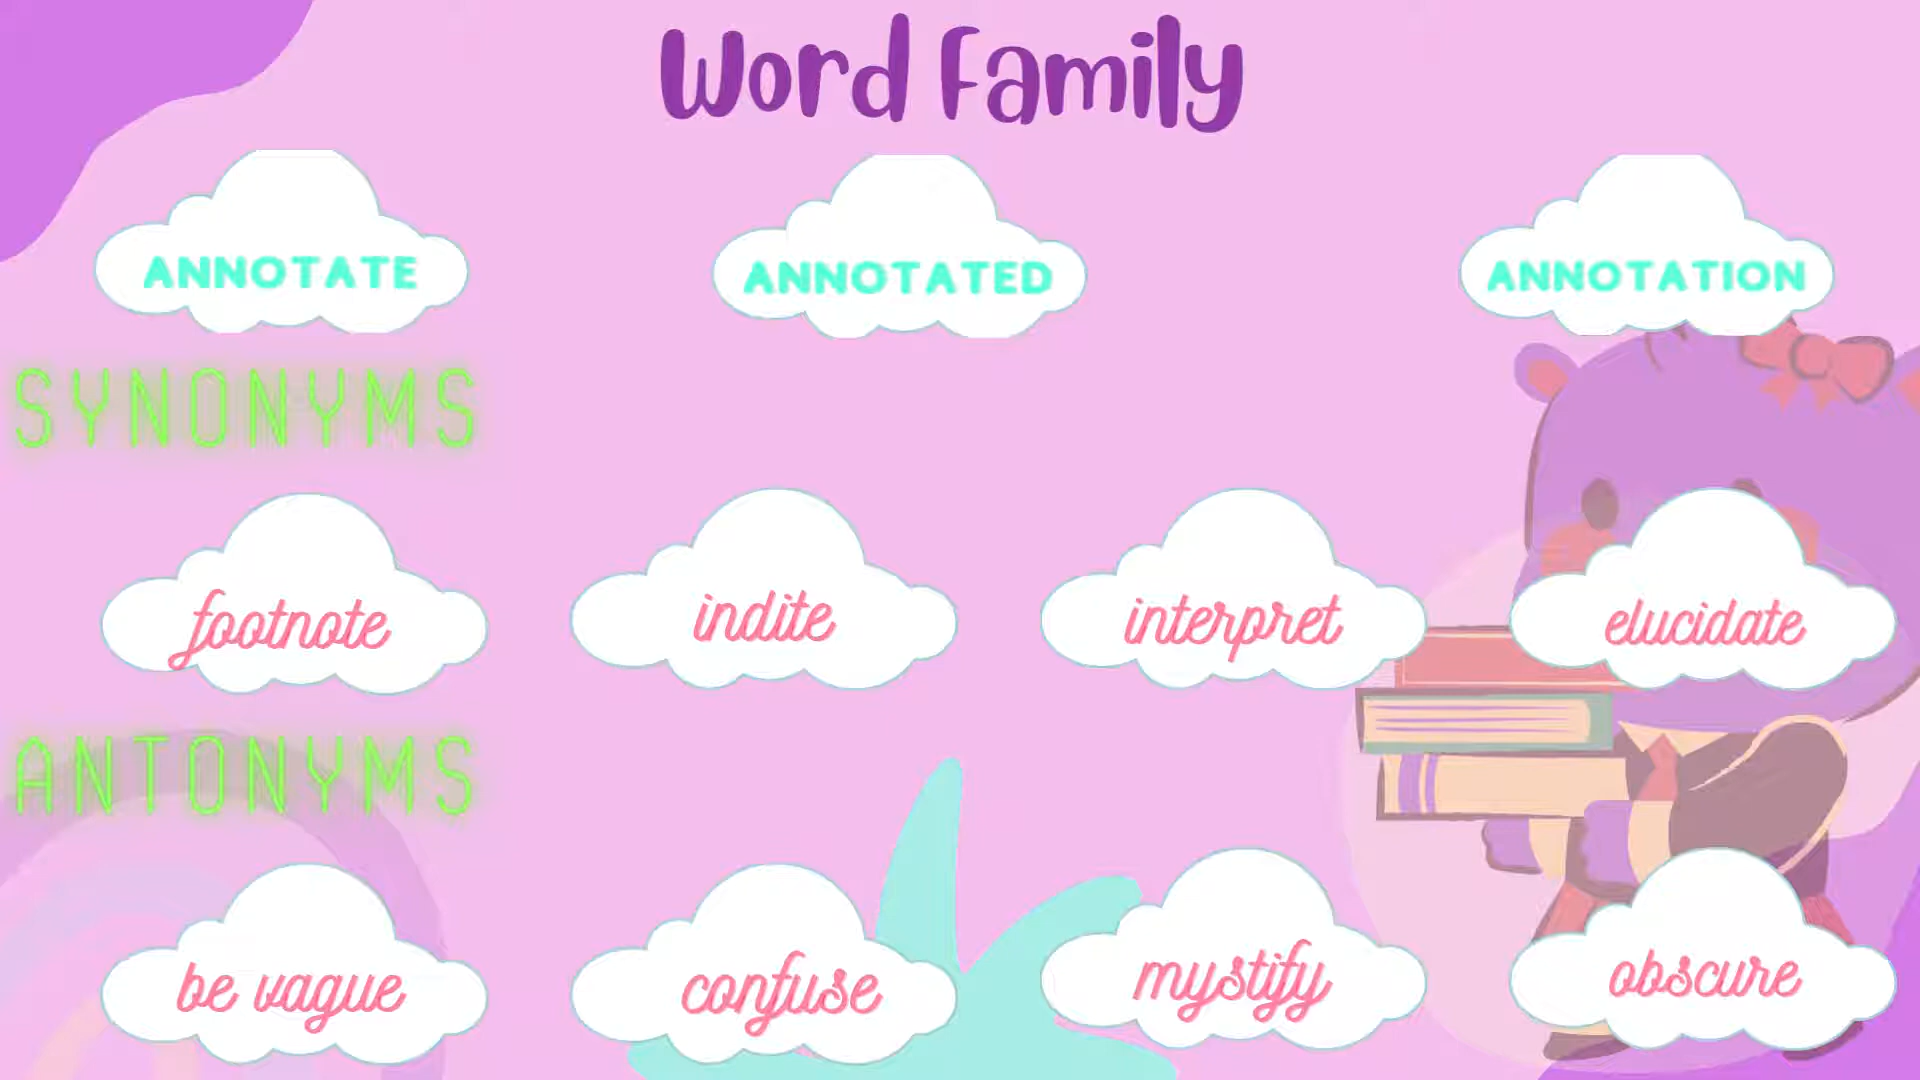 Word Family
ANNOTATE ANNOTATED ANNOTATION
SYNONYMS
footnote indite interpret elucidate
ANTONYMS
be vague confuse mystify obscure